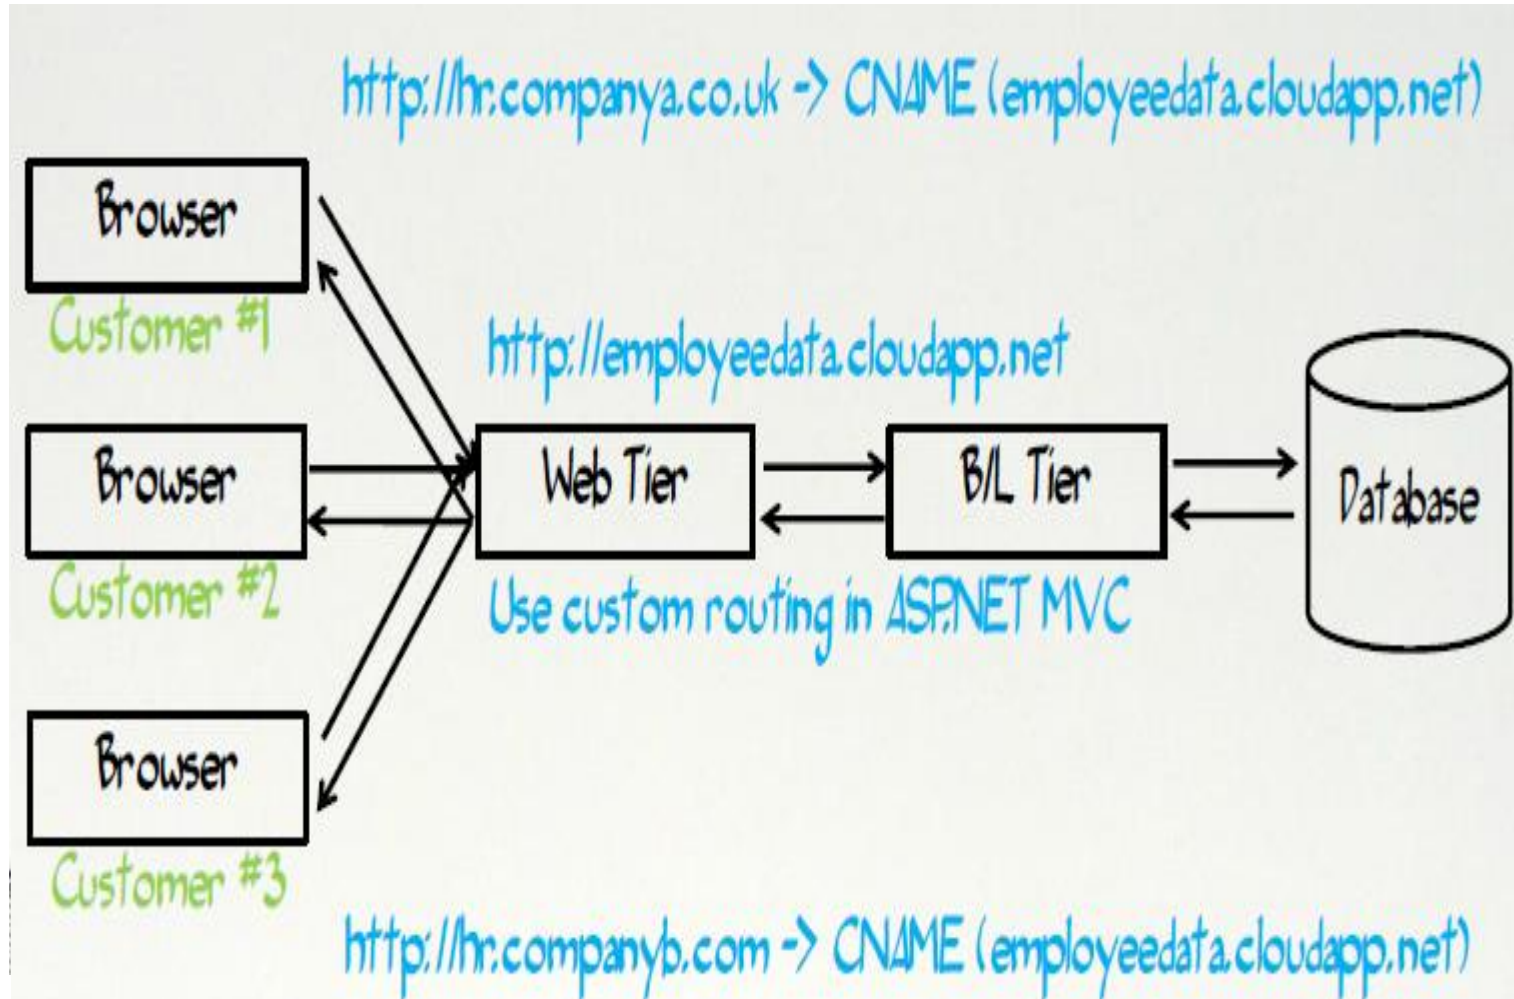 http://hr.companya.co.uk -> CNAME (employeedata.cloudapp.net)
Browser
Customer #1
http://employeedata.cloudapp.net
Browser
Web Tier
B/L Tier
Database
Customer #2
Use custom routing in ASP.NET MVC
Browser
Customer #3
http://hr.companyb.com -> CNAME (employeedata.cloudapp.net)